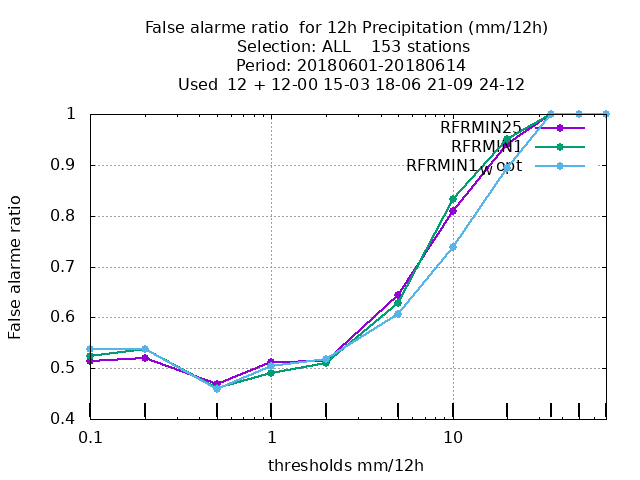 False alarme ratio  for 12h Precipitation (mm/12h)
Selection: ALL    153 stations
Period: 20180601-20180614
Used  12 + 12-00 15-03 18-06 21-09 24-12
RFRMIN25
RFRMIN1
RFRMIN1wopt
False alarme ratio
1
0.9
0.8
0.7
0.6
0.5
0.4
0.1
1
10
thresholds mm/12h